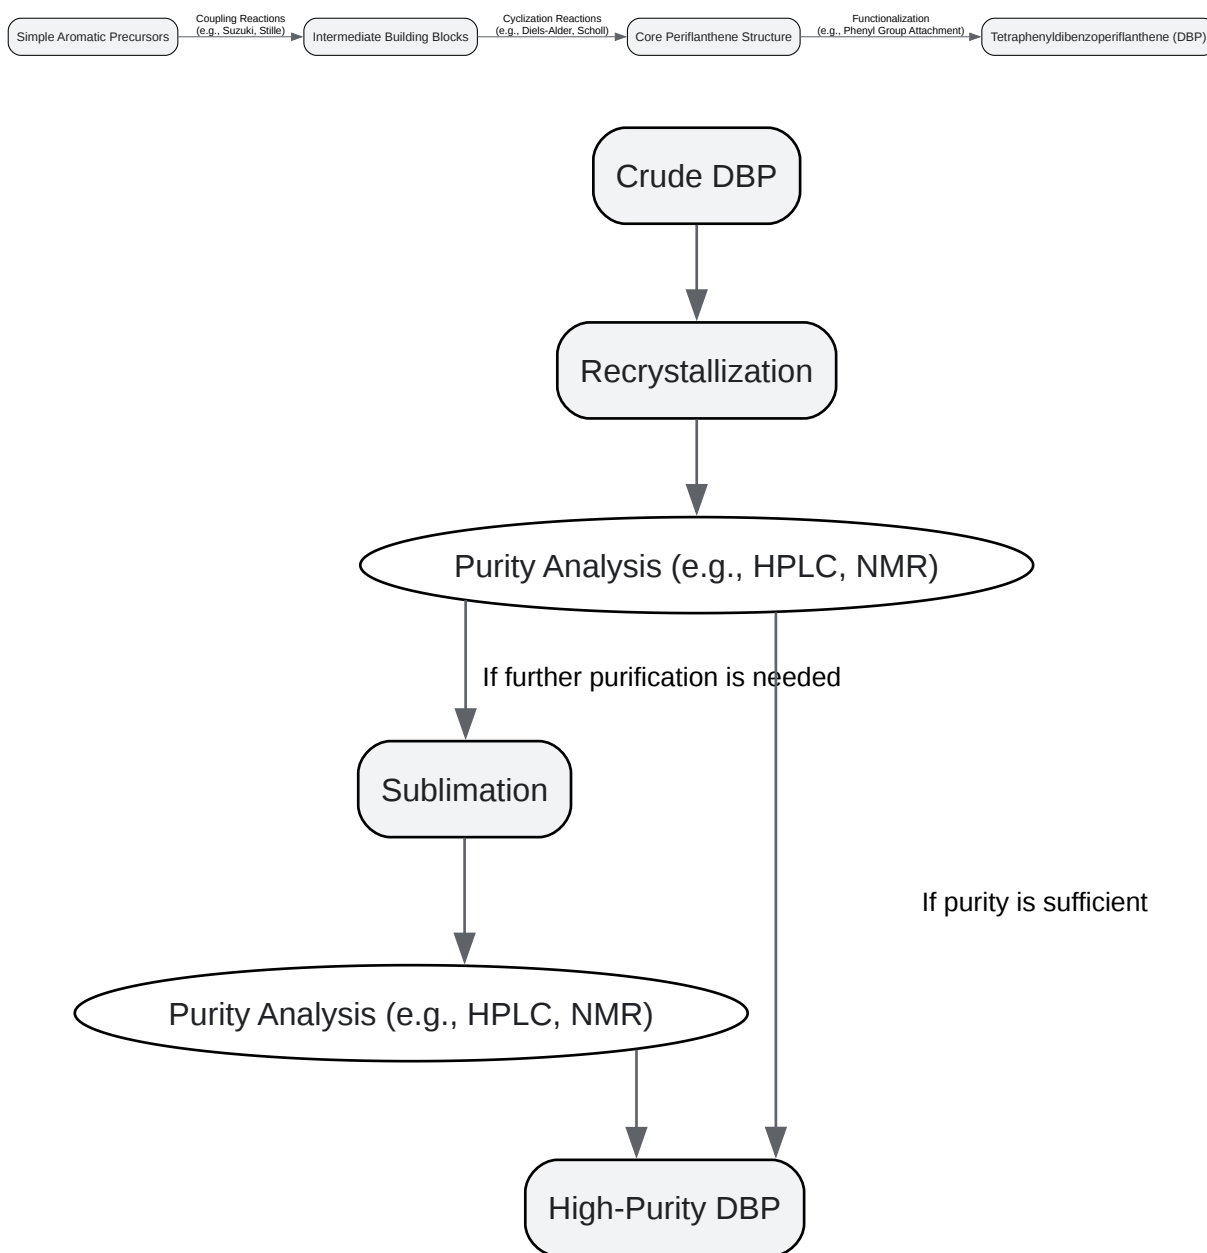 Simple Aromatic Precursors
Coupling Reactions
(e.g., Suzuki, Stille)
Intermediate Building Blocks
Cyclization Reactions
(e.g., Diels-Alder, Scholl)
Core Periflanthene Structure
Functionalization
(e.g., Phenyl Group Attachment)
Tetraphenyldibenzoperiflanthene (DBP)
Crude DBP
Recrystallization
Purity Analysis (e.g., HPLC, NMR)
If further purification is needed
Sublimation
If purity is sufficient
Purity Analysis (e.g., HPLC, NMR)
High-Purity DBP